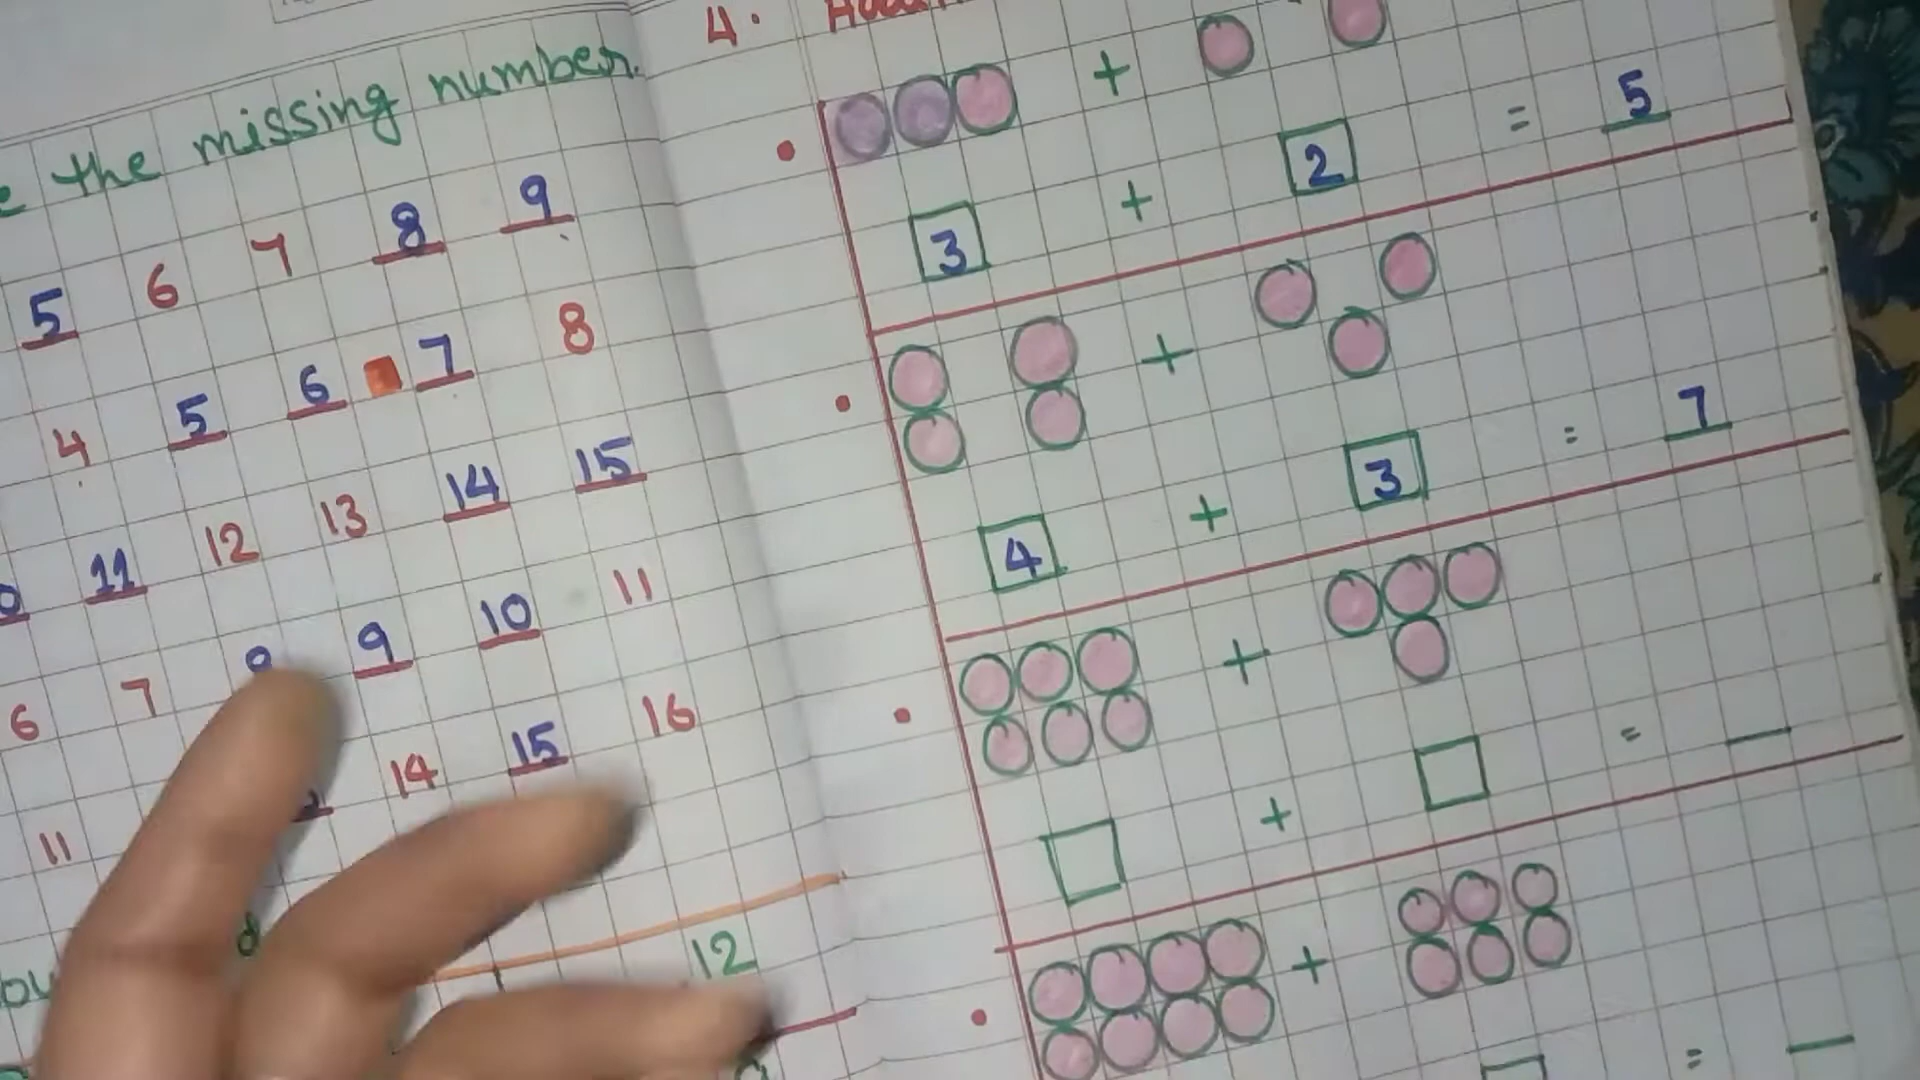 the missing number.
5 6 7 8 9
4 5 6 7 8
11 12 13 14 15
6 7 9 10 11
11 14 15 16
12
4.
+
3 + 2 = 5
+
4 + 3 = 7
+
+ =
+
=